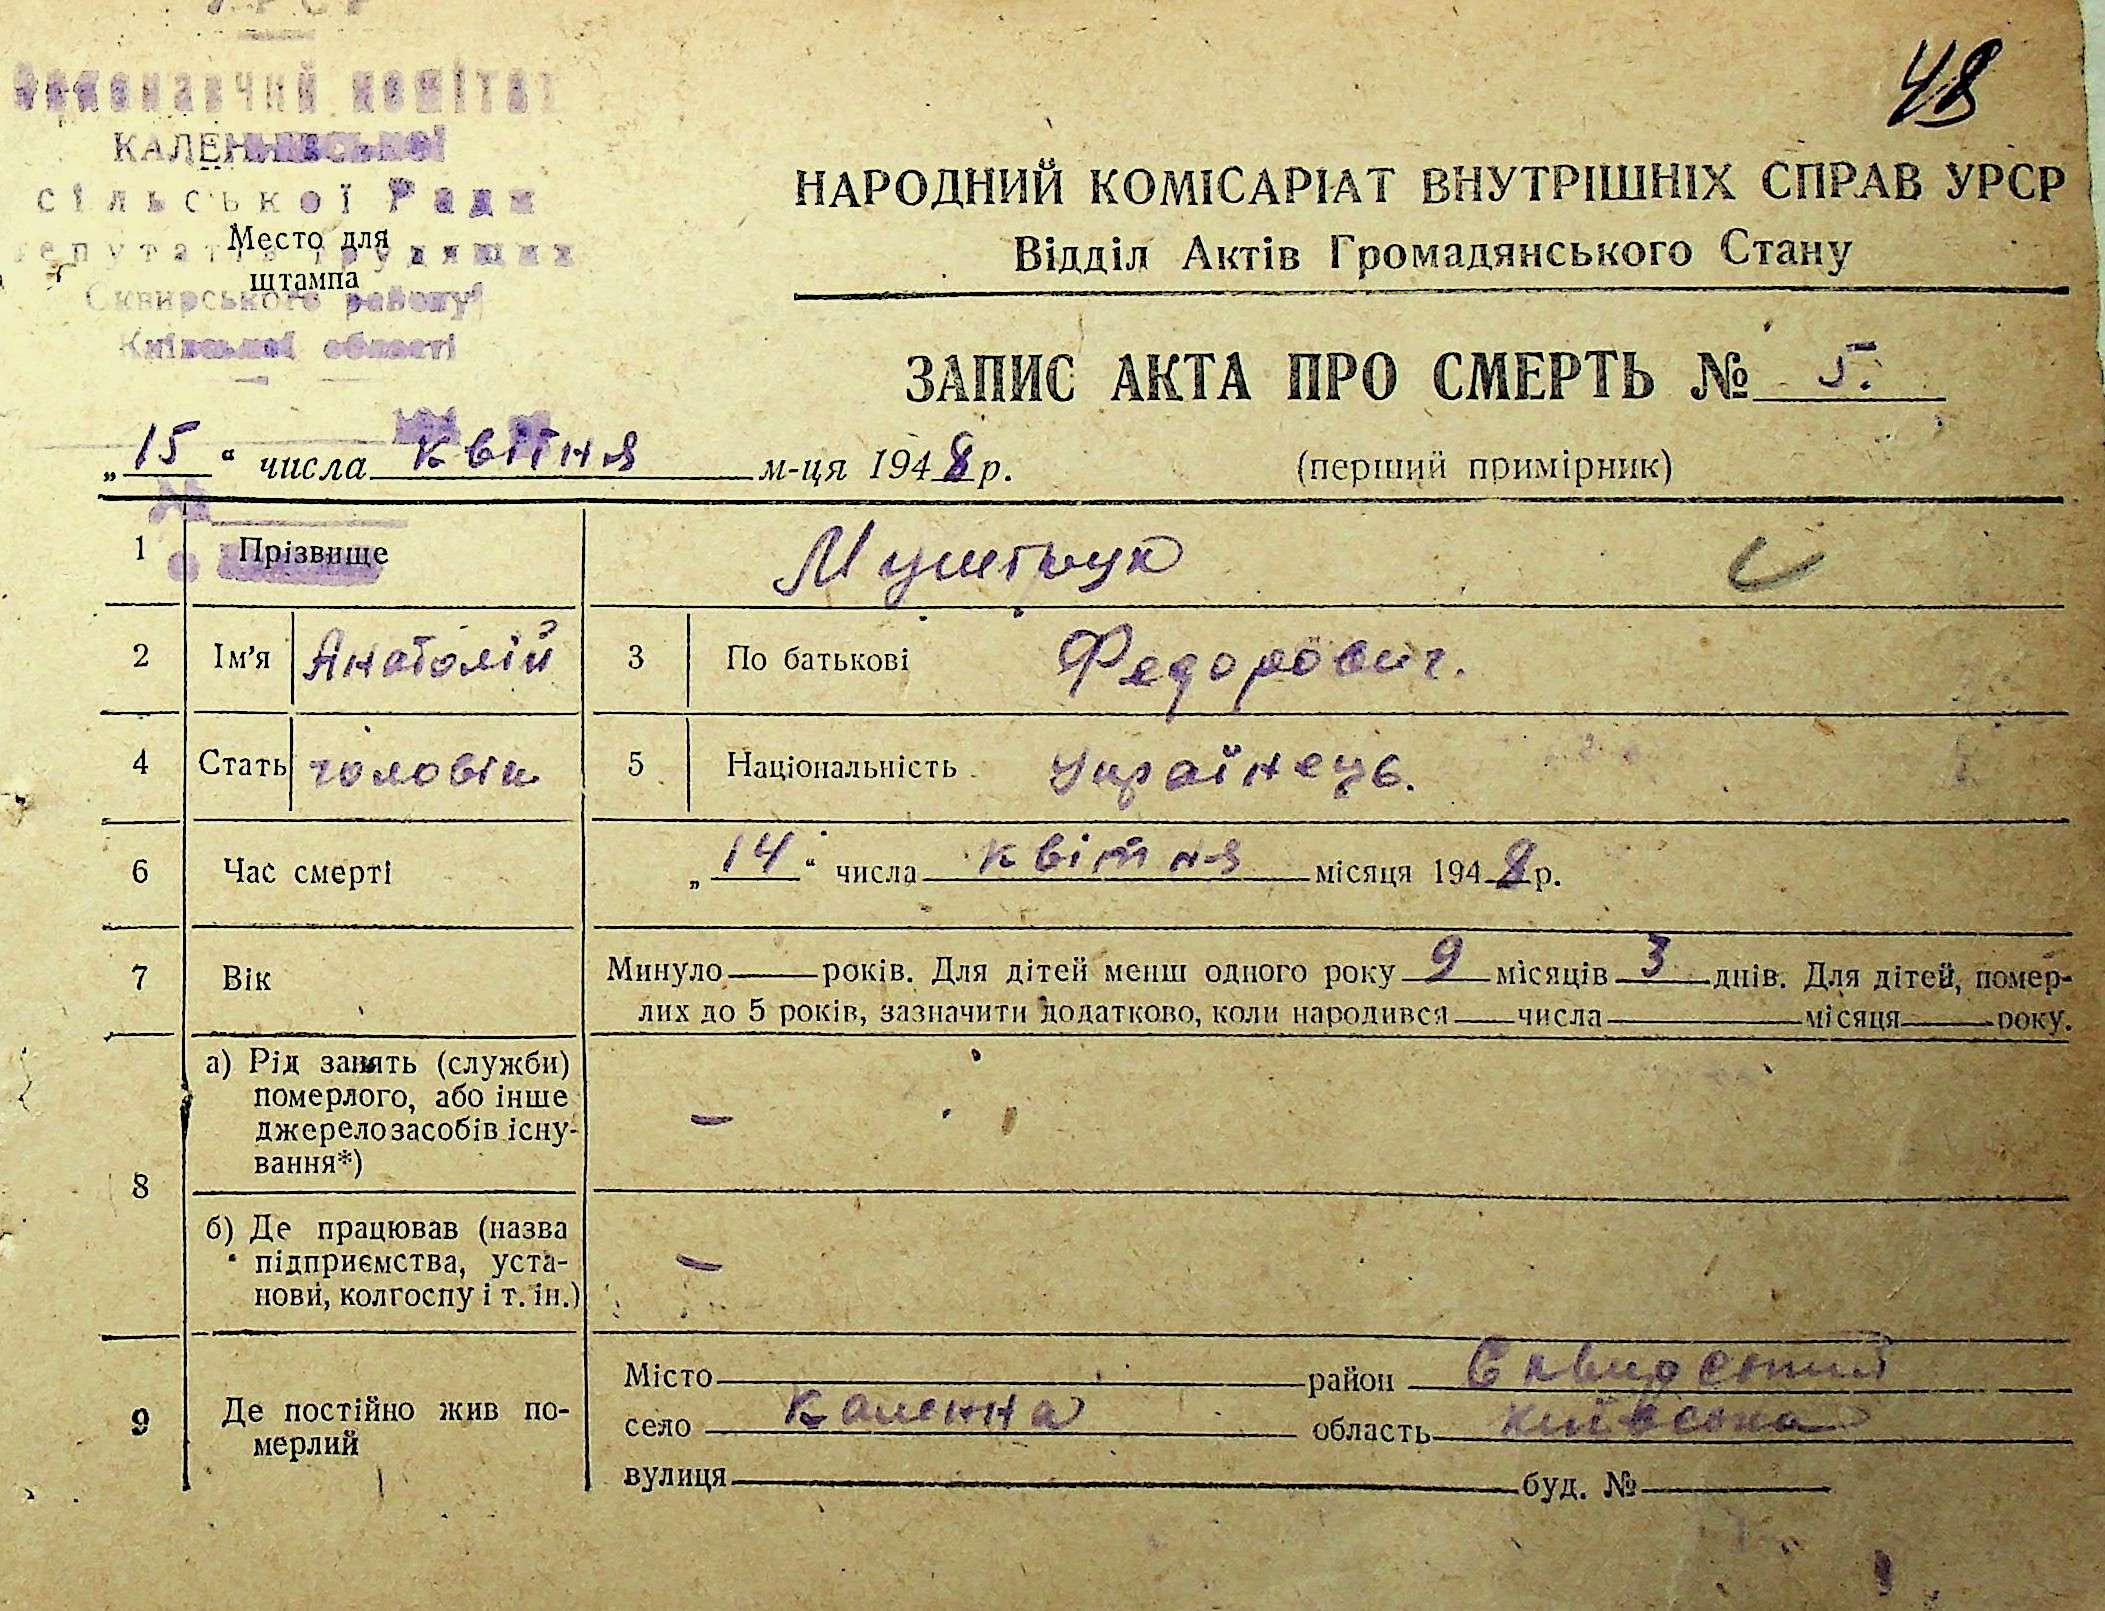 УРСР
Виконавчий комітет
КАЛЕННСЬКОЇ
сільської Ради
депутатів трудящих
Место для
штампа
Сквирського району
Київської області
48
НАРОДНИЙ КОМІСАРІАТ ВНУТРІШНІХ СПРАВ УРСР
Відділ Актів Громадянського Стану
ЗАПИС АКТА ПРО СМЕРТЬ № 5.
„15“ числа квітня м-ця 1948 р.
(перший примірник)
1 Прізвище
2 Ім’я Анатолій 3 По батькові Федорович.
4 Стать чоловік 5 Національність Українець.
6 Час смерті „14“ числа квітня місяця 1948 р.
7 Вік Минуло — років. Для дітей менш одного року 9 місяців 3 днів. Для дітей, помер-
лих до 5 років, зазначити додатково, коли народився — числа — місяця — року.
8 а) Рід занять (служби)
померлого, або інше
джерело засобів існу-
вання*) —
б) Де працював (назва
підприємства, уста-
нови, колгоспу і т. ін.) —
9 Де постійно жив по-
мерлий
Місто район Сквирський
село Каленна область Київська
вулиця буд. №